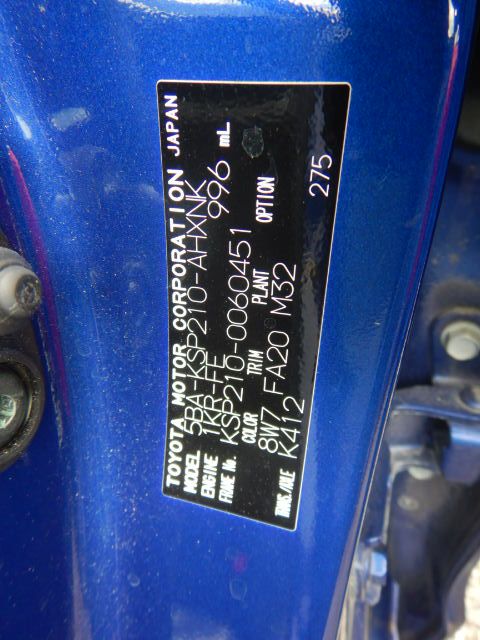 TOYOTA MOTOR CORPORATION JAPAN
MODEL 5BA-KSP210-AHXNK
ENGINE 1KR-FE 996 mL
FRAME No. KSP210-0060451
COLOR TRIM PLANT OPTION
8W7 FA20 M32
TRANS./AXLE K412
275